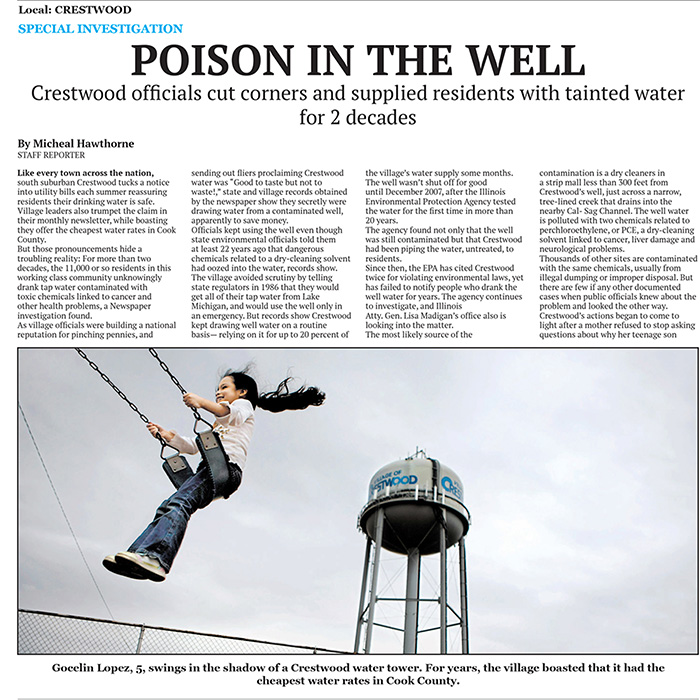 Local: CRESTWOOD
SPECIAL INVESTIGATION
POISON IN THE WELL
Crestwood officials cut corners and supplied residents with tainted water
for 2 decades
By Micheal Hawthorne
STAFF REPORTER
Like every town across the nation,
south suburban Crestwood tucks a notice
into utility bills each summer reassuring
residents their drinking water is safe.
Village leaders also trumpet the claim in
their monthly newsletter, while boasting
they offer the cheapest water rates in Cook
County.
But those pronouncements hide a
troubling reality: For more than two
decades, the 11,000 or so residents in this
working class community unknowingly
drank tap water contaminated with
toxic chemicals linked to cancer and
other health problems, a Newspaper
investigation found.
As village officials were building a national
reputation for pinching pennies, and
sending out fliers proclaiming Crestwood
water was "Good to taste but not to
waste!," state and village records obtained
by the newspaper show they secretly were
drawing water from a contaminated well,
apparently to save money.
Officials kept using the well even though
state environmental officials told them
at least 22 years ago that dangerous
chemicals related to a dry-cleaning solvent
had oozed into the water, records show.
The village avoided scrutiny by telling
state regulators in 1986 that they would
get all of their tap water from Lake
Michigan, and would use the well only in
an emergency. But records show Crestwood
kept drawing well water on a routine
basis— relying on it for up to 20 percent of
the village's water supply some months.
The well wasn't shut off for good
until December 2007, after the Illinois
Environmental Protection Agency tested
the water for the first time in more than
20 years.
The agency found not only that the well
was still contaminated but that Crestwood
had been piping the water, untreated, to
residents.
Since then, the EPA has cited Crestwood
twice for violating environmental laws, yet
has failed to notify people who drank the
well water for years. The agency continues
to investigate, and Illinois
Atty. Gen. Lisa Madigan's office also is
looking into the matter.
The most likely source of the
contamination is a dry cleaners in
a strip mall less than 300 feet from
Crestwood's well, just across a narrow,
tree-lined creek that drains into the
nearby Cal- Sag Channel. The well water
is polluted with two chemicals related to
perchloroethylene, or PCE, a dry-cleaning
solvent linked to cancer, liver damage and
neurological problems.
Thousands of other sites are contaminated
with the same chemicals, usually from
illegal dumping or improper disposal. But
there are few if any other documented
cases when public officials knew about the
problem and looked the other way.
Crestwood's actions began to come to
light after a mother refused to stop asking
questions about why her teenage son
VILLAGE OF
CRESTWOOD
Gocelin Lopez, 5, swings in the shadow of a Crestwood water tower. For years, the village boasted that it had the
cheapest water rates in Cook County.